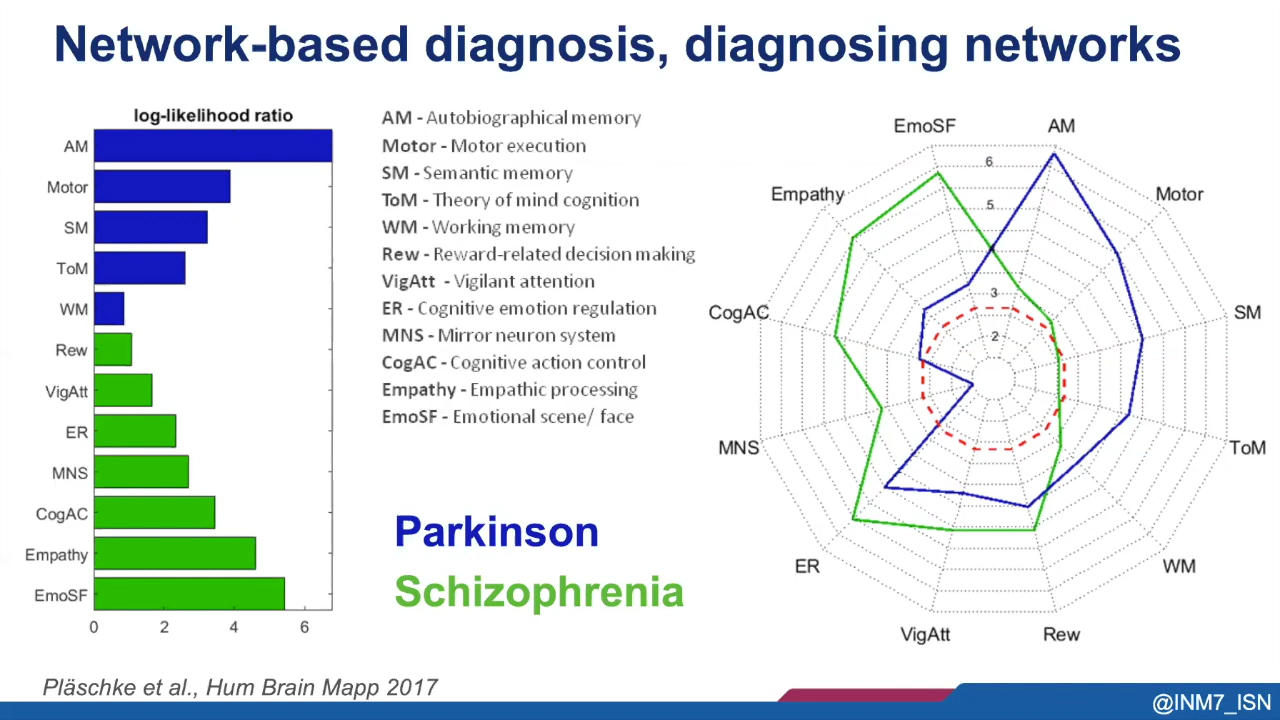 Network-based diagnosis, diagnosing networks
log-likelihood ratio
AM
Motor
SM
ToM
WM
Rew
VigAtt
ER
MNS
CogAC
Empathy
EmoSF
0
2
4
6
AM - Autobiographical memory
Motor - Motor execution
SM - Semantic memory
ToM - Theory of mind cognition
WM - Working memory
Rew - Reward-related decision making
VigAtt - Vigilant attention
ER - Cognitive emotion regulation
MNS - Mirror neuron system
CogAC - Cognitive action control
Empathy - Empathic processing
EmoSF - Emotional scene/ face
Parkinson
Schizophrenia
EmoSF
AM
Motor
SM
ToM
WM
Rew
VigAtt
ER
MNS
CogAC
Empathy
6
5
3
2
Pläschke et al., Hum Brain Mapp 2017
@INM7_ISN